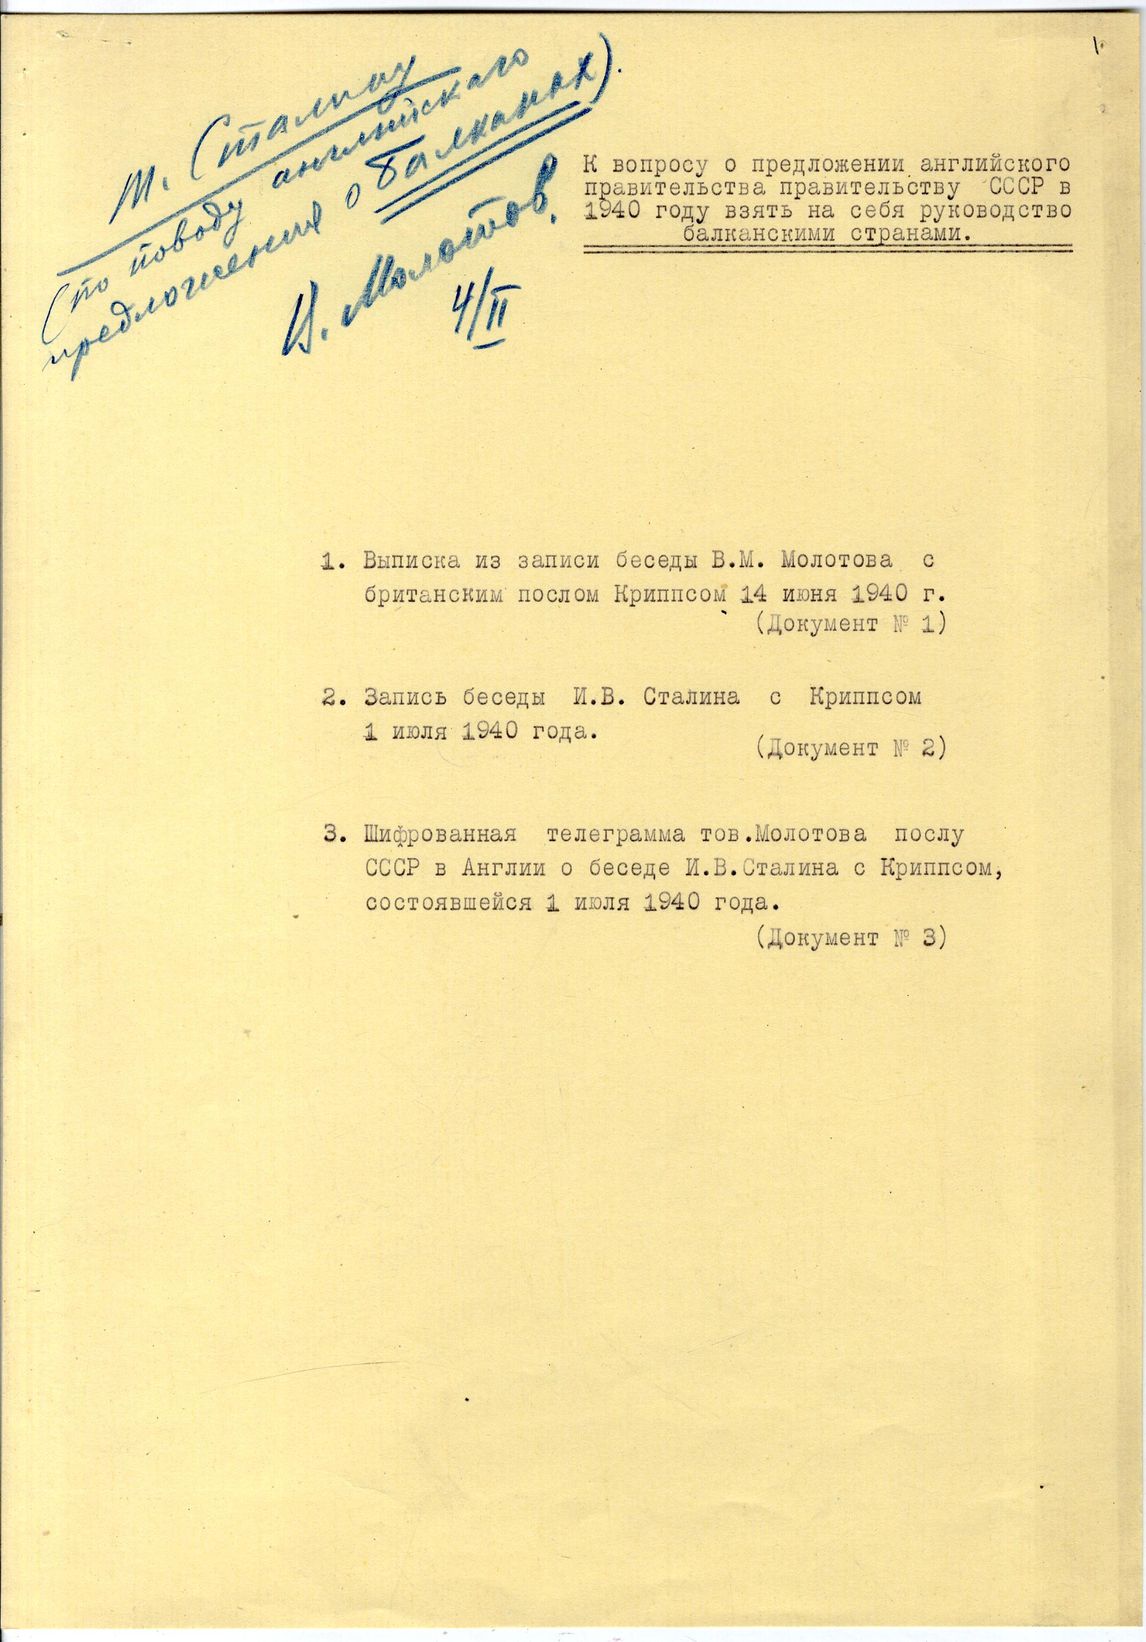 1.
т. Сталину
(по поводу английского
предложения о Балканах).
В. Молотов.
4/II
К вопросу о предложении английского
правительства правительству СССР в
1940 году взять на себя руководство
балканскими странами.
1. Выписка из записи беседы В.М. Молотова с
британским послом Криппсом 14 июня 1940 г.
(Документ № 1)
2. Запись беседы И.В. Сталина с Криппсом
1 июля 1940 года.
(Документ № 2)
3. Шифрованная телеграмма тов.Молотова послу
СССР в Англии о беседе И.В.Сталина с Криппсом,
состоявшейся 1 июля 1940 года.
(Документ № 3)